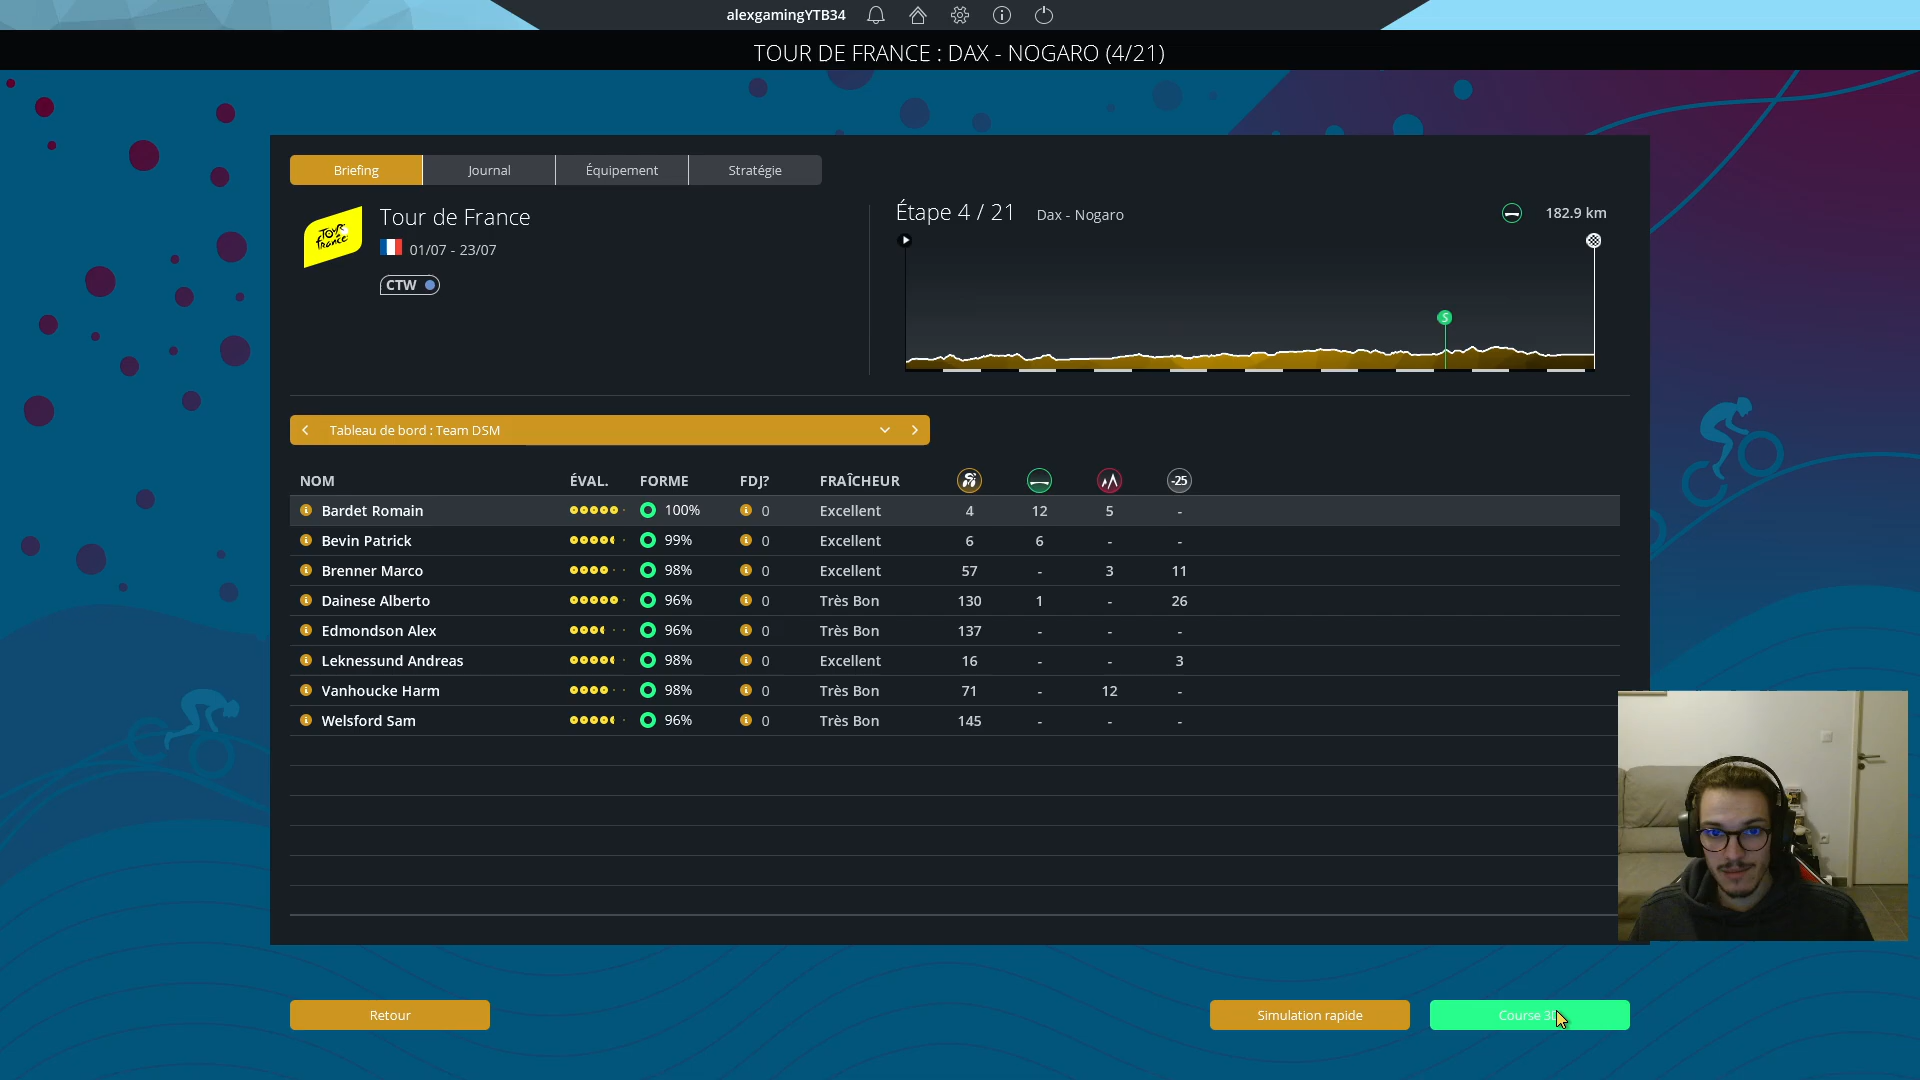 alexgamingYTB34
TOUR DE FRANCE : DAX - NOGARO (4/21)
Briefing Journal Équipement Stratégie
Tour de France
01/07 - 23/07
CTW
Étape 4 / 21 Dax - Nogaro 182.9 km
S
Tableau de bord : Team DSM
NOM ÉVAL. FORME FDJ? FRAÎCHEUR -25
Bardet Romain 100% 0 Excellent 4 12 5 -
Bevin Patrick 99% 0 Excellent 6 6 - -
Brenner Marco 98% 0 Excellent 57 - 3 11
Dainese Alberto 96% 0 Très Bon 130 1 - 26
Edmondson Alex 96% 0 Très Bon 137 - - -
Leknessund Andreas 98% 0 Excellent 16 - - 3
Vanhoucke Harm 98% 0 Très Bon 71 - 12 -
Welsford Sam 96% 0 Très Bon 145 - - -
Retour
Simulation rapide
Course 3D